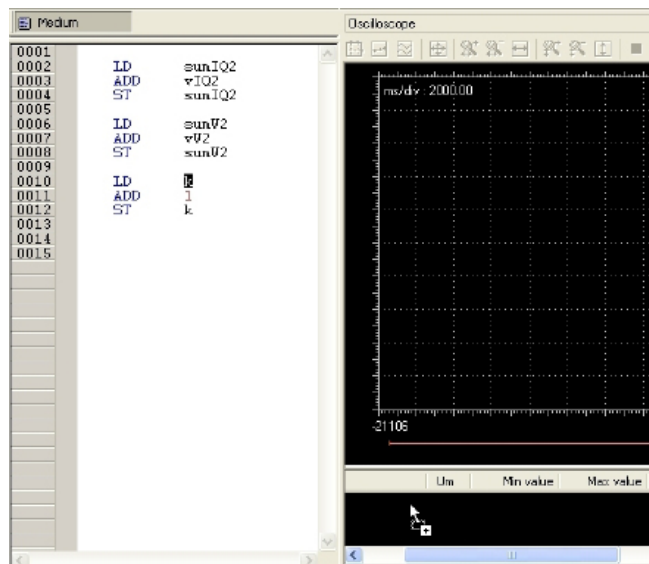 Medium
0001
0002 LD sumIQ2
0003 ADD vIQ2
0004 ST sumIQ2
0005
0006 LD sumV2
0007 ADD vV2
0008 ST sumV2
0009
0010 LD k
0011 ADD 1
0012 ST k
0013
0014
0015
Oscilloscope
ms/div : 2000.00
-21106
Um Min value Max value